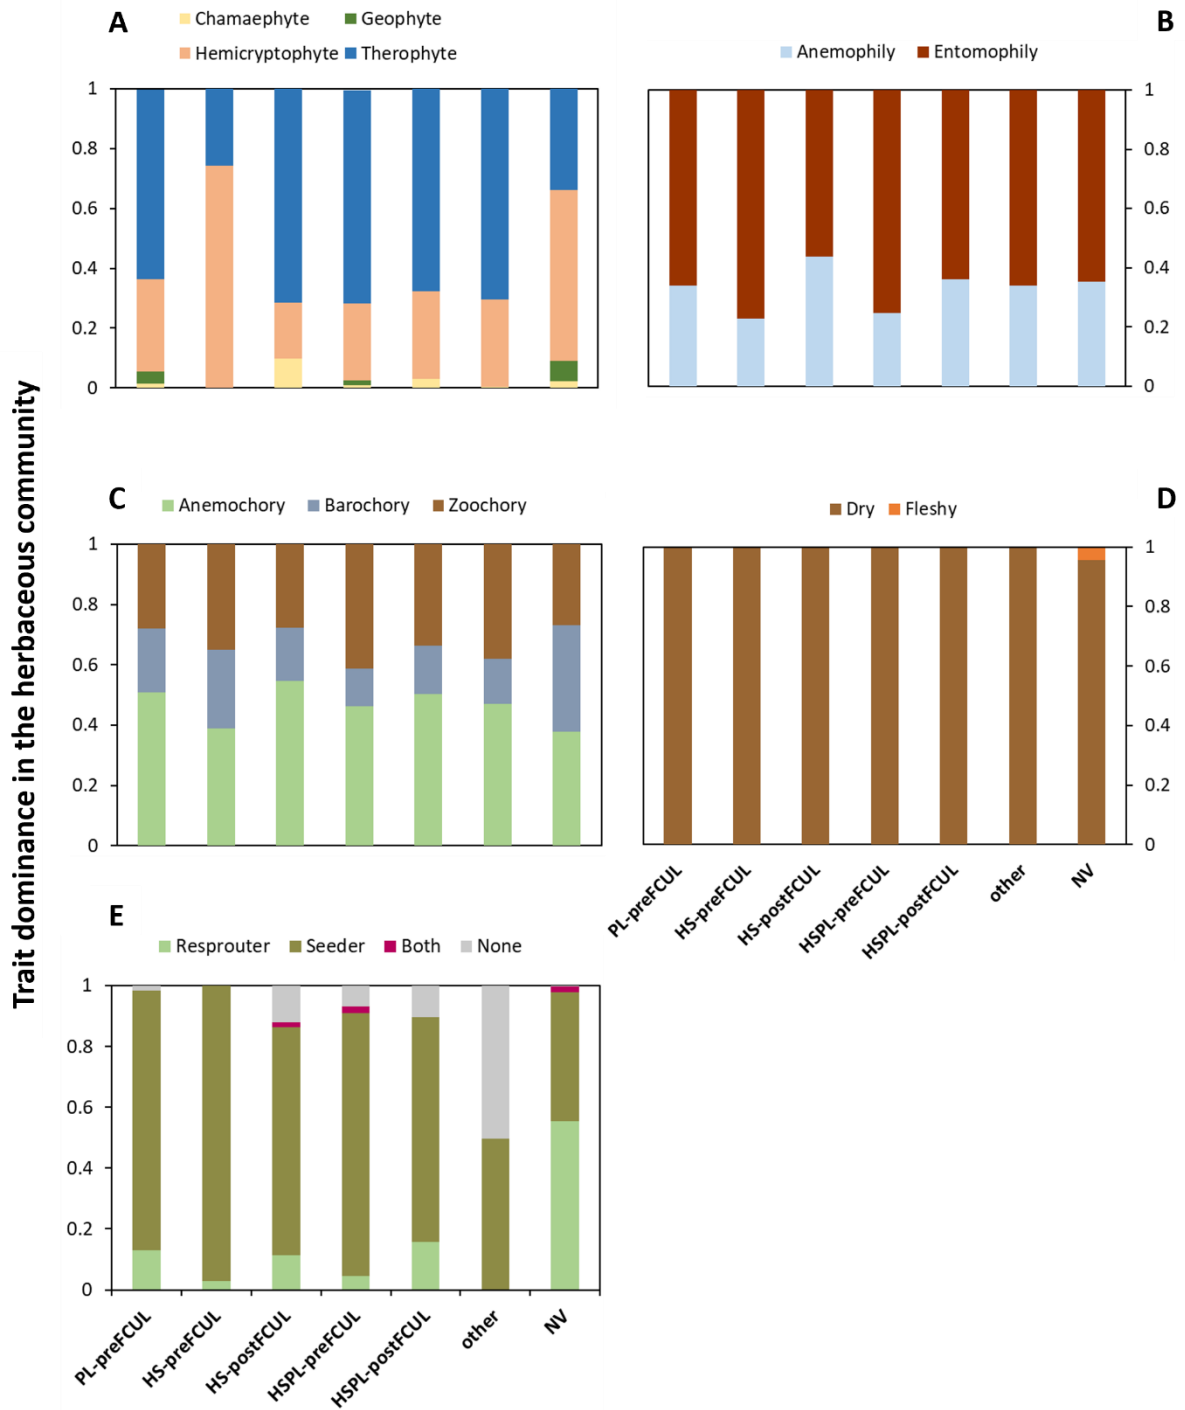 A
Chamaephyte Geophyte
Hemicryptophyte Therophyte
1
0.8
0.6
0.4
0.2
0
B
Anemophily Entomophily
1
0.8
0.6
0.4
0.2
0
Trait dominance in the herbaceous community
C
Anemochory Barochory Zoochory
1
0.8
0.6
0.4
0.2
0
D
Dry Fleshy
1
0.8
0.6
0.4
0.2
0
PL-preFCUL
HS-preFCUL
HS-postFCUL
HSPL-preFCUL
HSPL-postFCUL
other
NV
E
Resprouter Seeder Both None
1
0.8
0.6
0.4
0.2
0
PL-preFCUL
HS-preFCUL
HS-postFCUL
HSPL-preFCUL
HSPL-postFCUL
other
NV